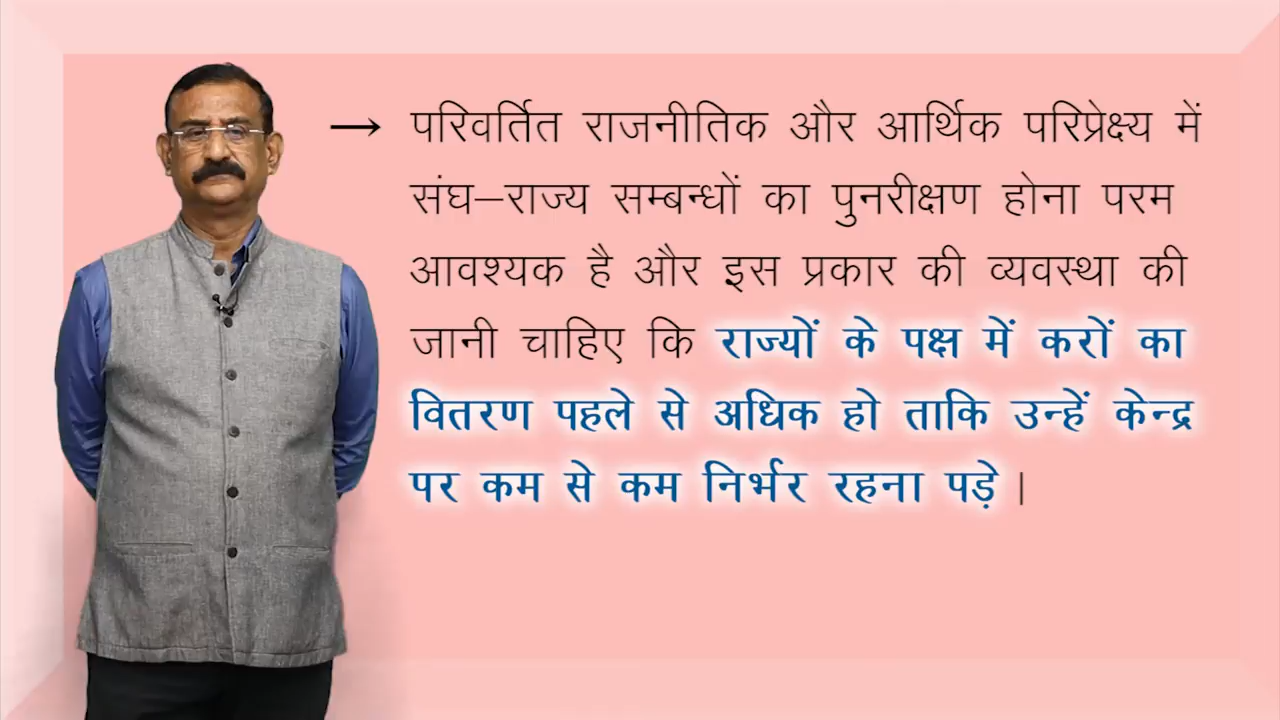 → परिवर्तित राजनीतिक और आर्थिक परिप्रेक्ष्य में
संघ–राज्य सम्बन्धों का पुनरीक्षण होना परम
आवश्यक है और इस प्रकार की व्यवस्था की
जानी चाहिए कि राज्यों के पक्ष में करों का
वितरण पहले से अधिक हो ताकि उन्हें केन्द्र
पर कम से कम निर्भर रहना पड़े |